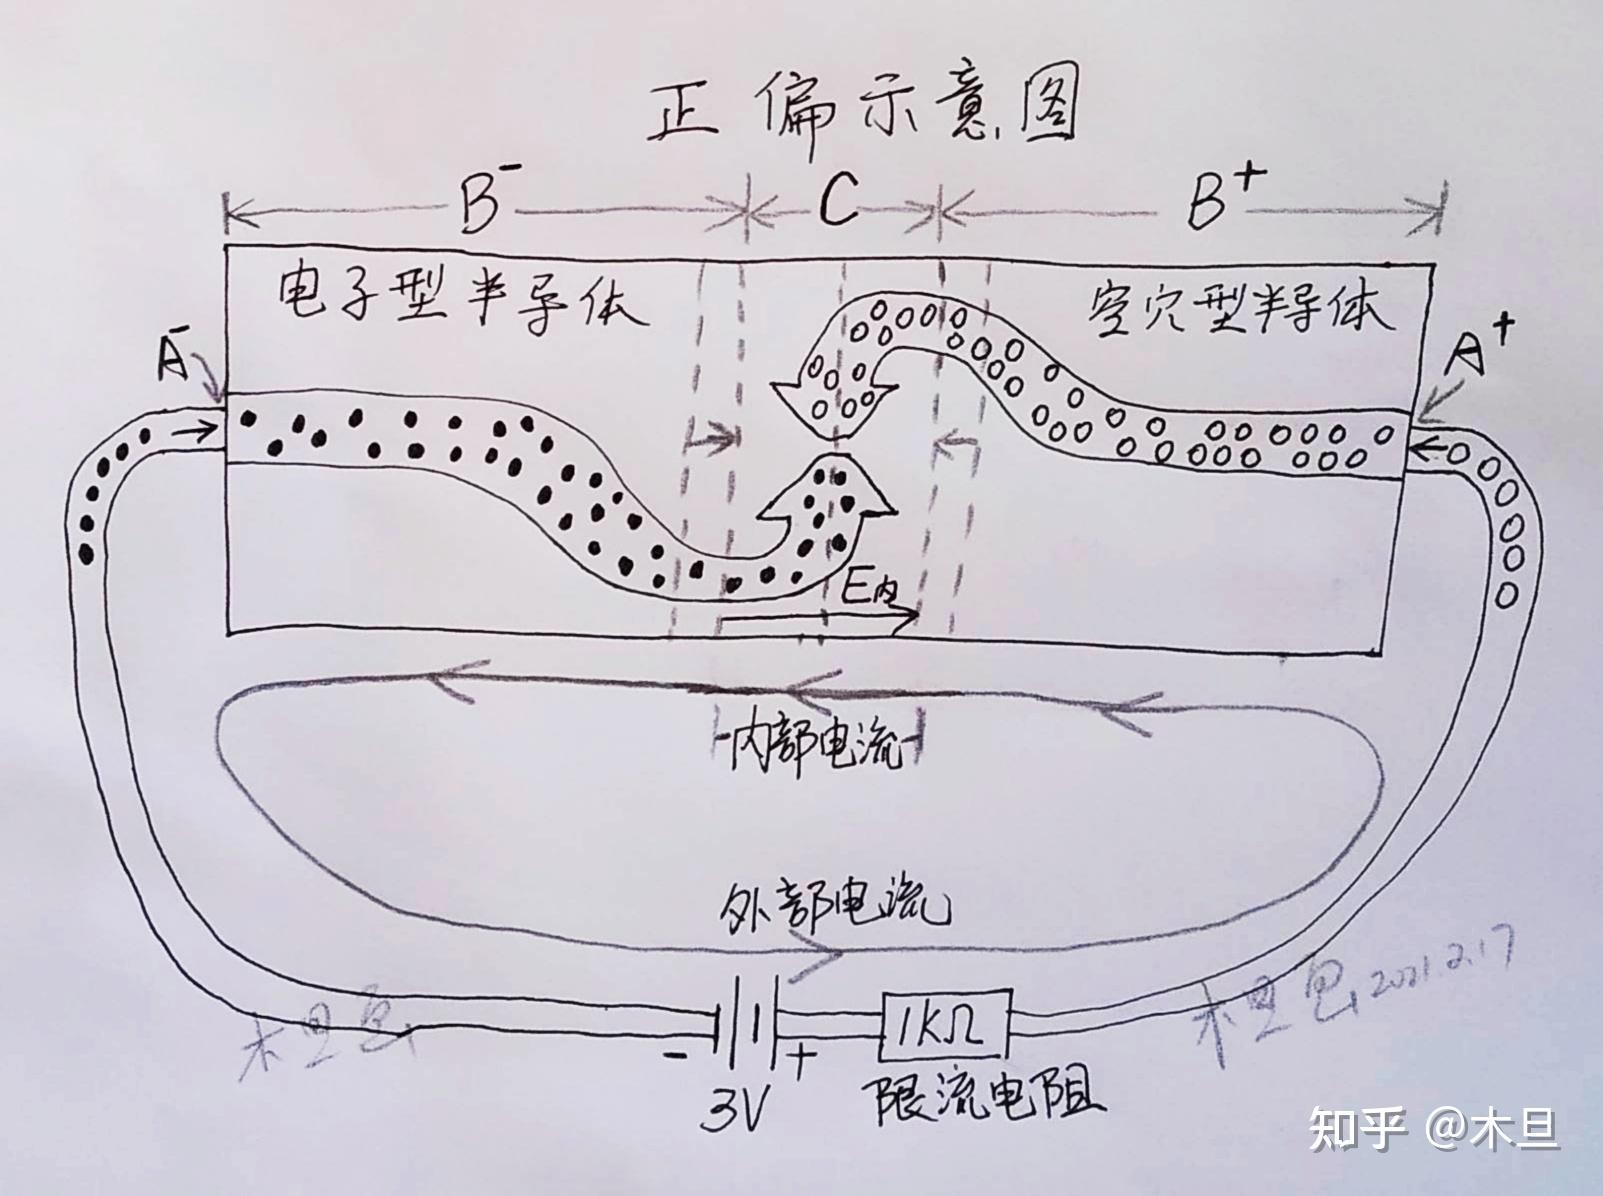 正偏示意图
B⁻ C B⁺
电子型半导体 空穴型半导体
A⁻ A⁺
E内
内部电流
外部电流
木旦 2021.2.17
- + 1kΩ
3V 限流电阻
知乎 @木旦